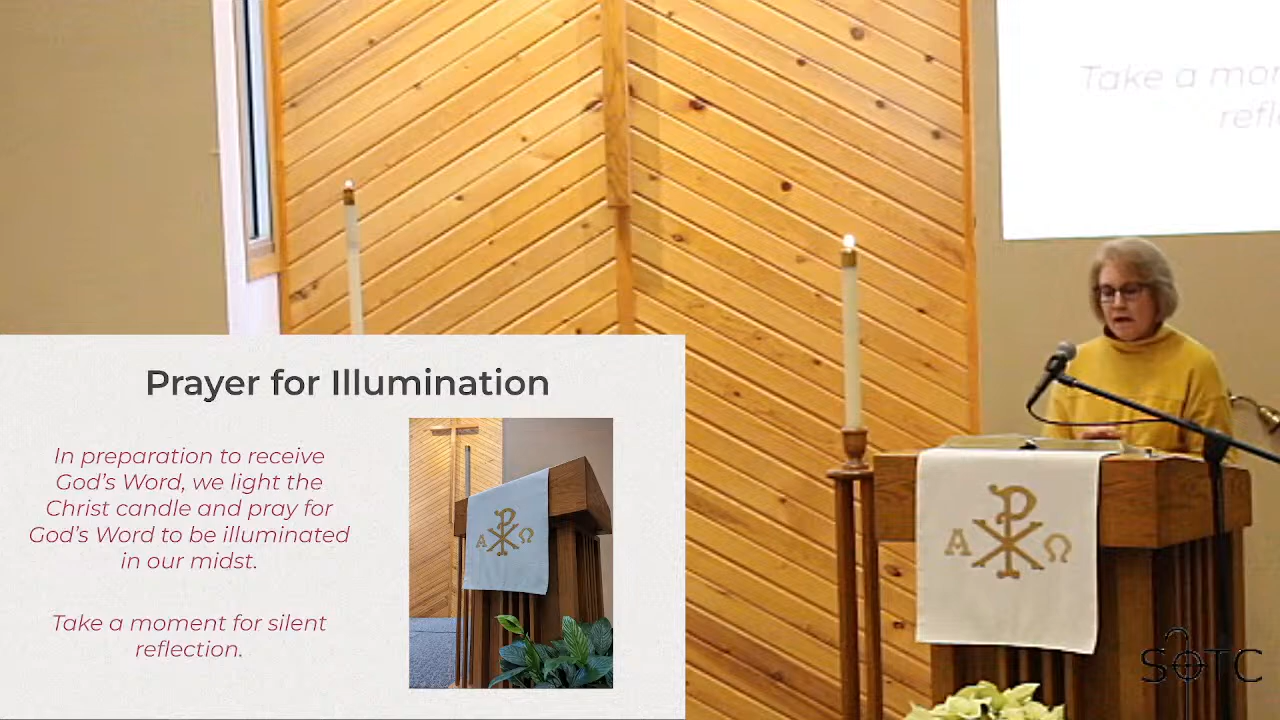 Take a mor
refle
Prayer for Illumination
In preparation to receive
God's Word, we light the
Christ candle and pray for
God's Word to be illuminated
in our midst.
Take a moment for silent
reflection.
Α Ω
Α Ω
SOTC